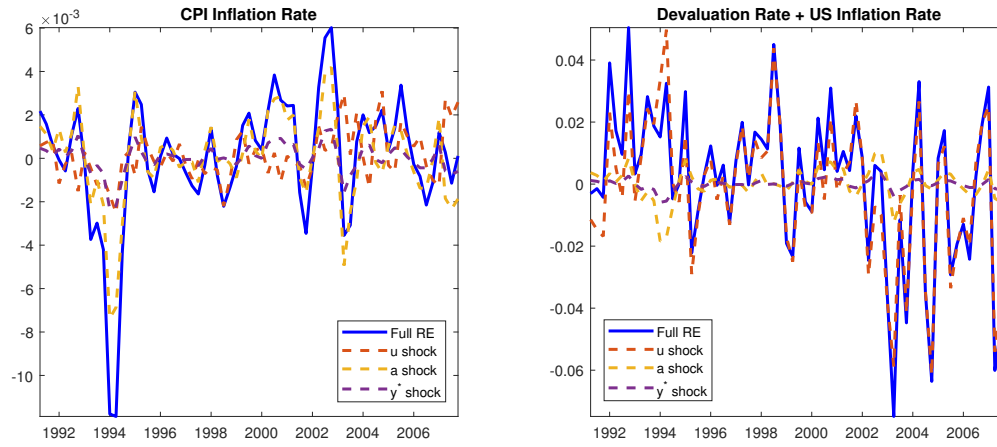 CPI Inflation Rate
×10⁻³
6
4
2
0
-2
-4
-6
-8
-10
1992 1994 1996 1998 2000 2002 2004 2006
Full RE
u shock
a shock
y* shock
Devaluation Rate + US Inflation Rate
0.04
0.02
0
-0.02
-0.04
-0.06
1992 1994 1996 1998 2000 2002 2004 2006
Full RE
u shock
a shock
y* shock